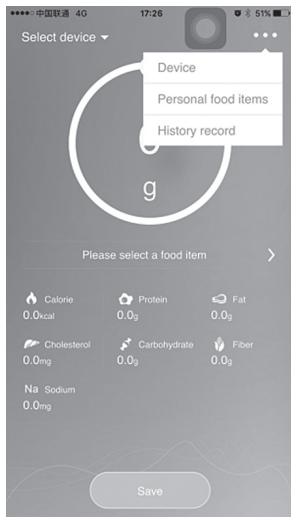 中国联通 4G 17:26 51%
Select device
Device
Personal food items
History record
0
g
Please select a food item
Calorie Protein Fat
0.0kcal 0.0g 0.0g
Cholesterol Carbohydrate Fiber
0.0mg 0.0g 0.0g
Na Sodium
0.0mg
Save